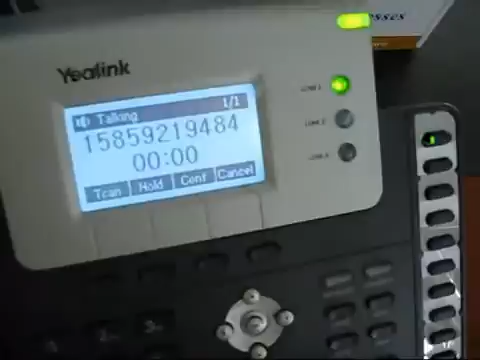 Yealink
Talking 1/1
15859219484
00:00
Tran Hold Conf Cancel
LINE 1
LINE 2
LINE 3